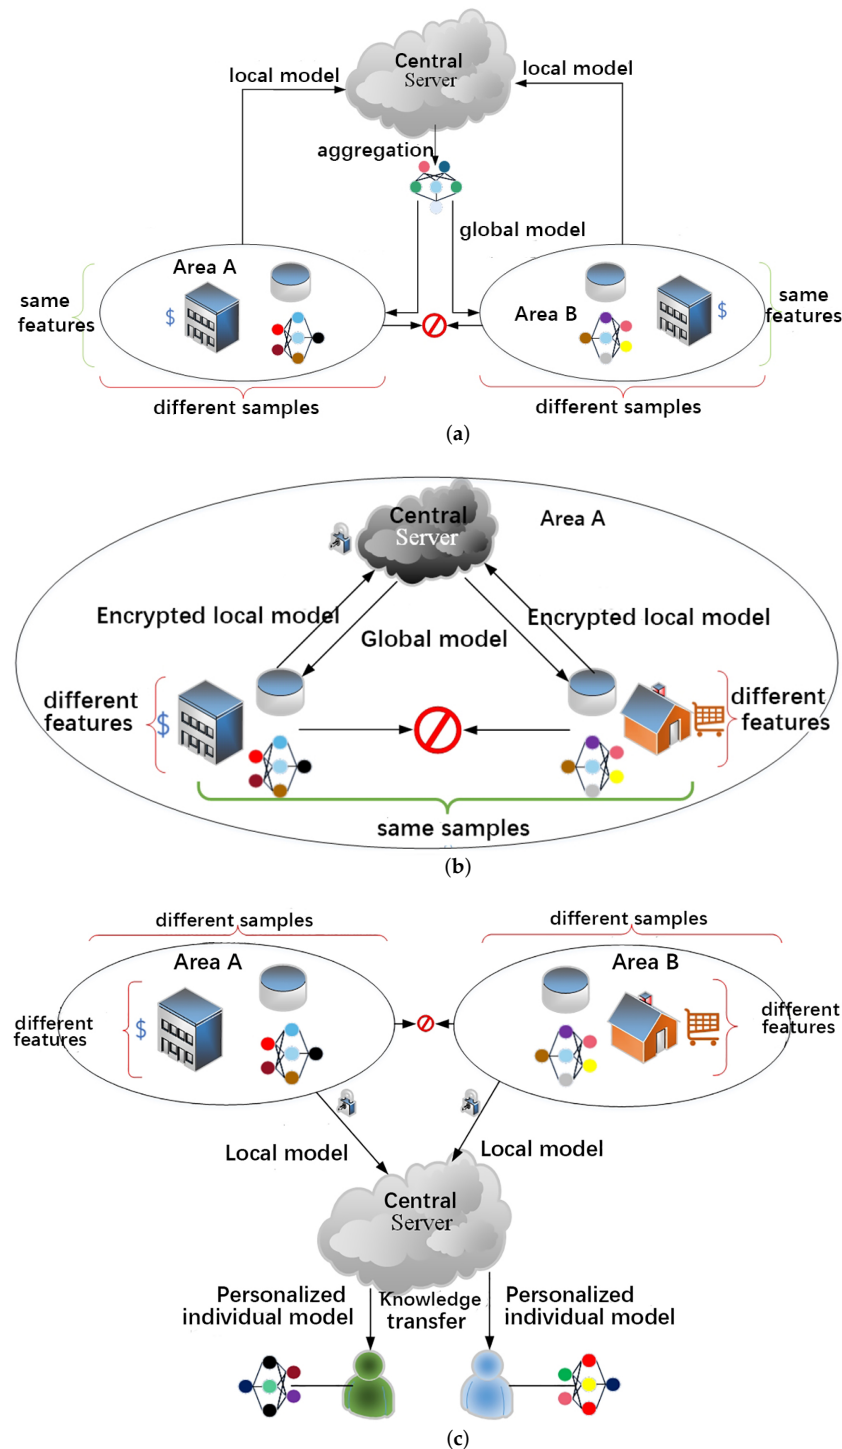 Central
Server
local model
local model
aggregation
global model
Area A
$
same
features
Area B
$
same
features
different samples
different samples
(a)
Central
Server
Area A
Encrypted local model
Encrypted local model
Global model
different
features
$
different
features
same samples
(b)
different samples
different samples
Area A
Area B
different
features
$
different
features
Local model
Local model
Central
Server
Personalized
individual model
Knowledge
transfer
Personalized
individual model
(c)